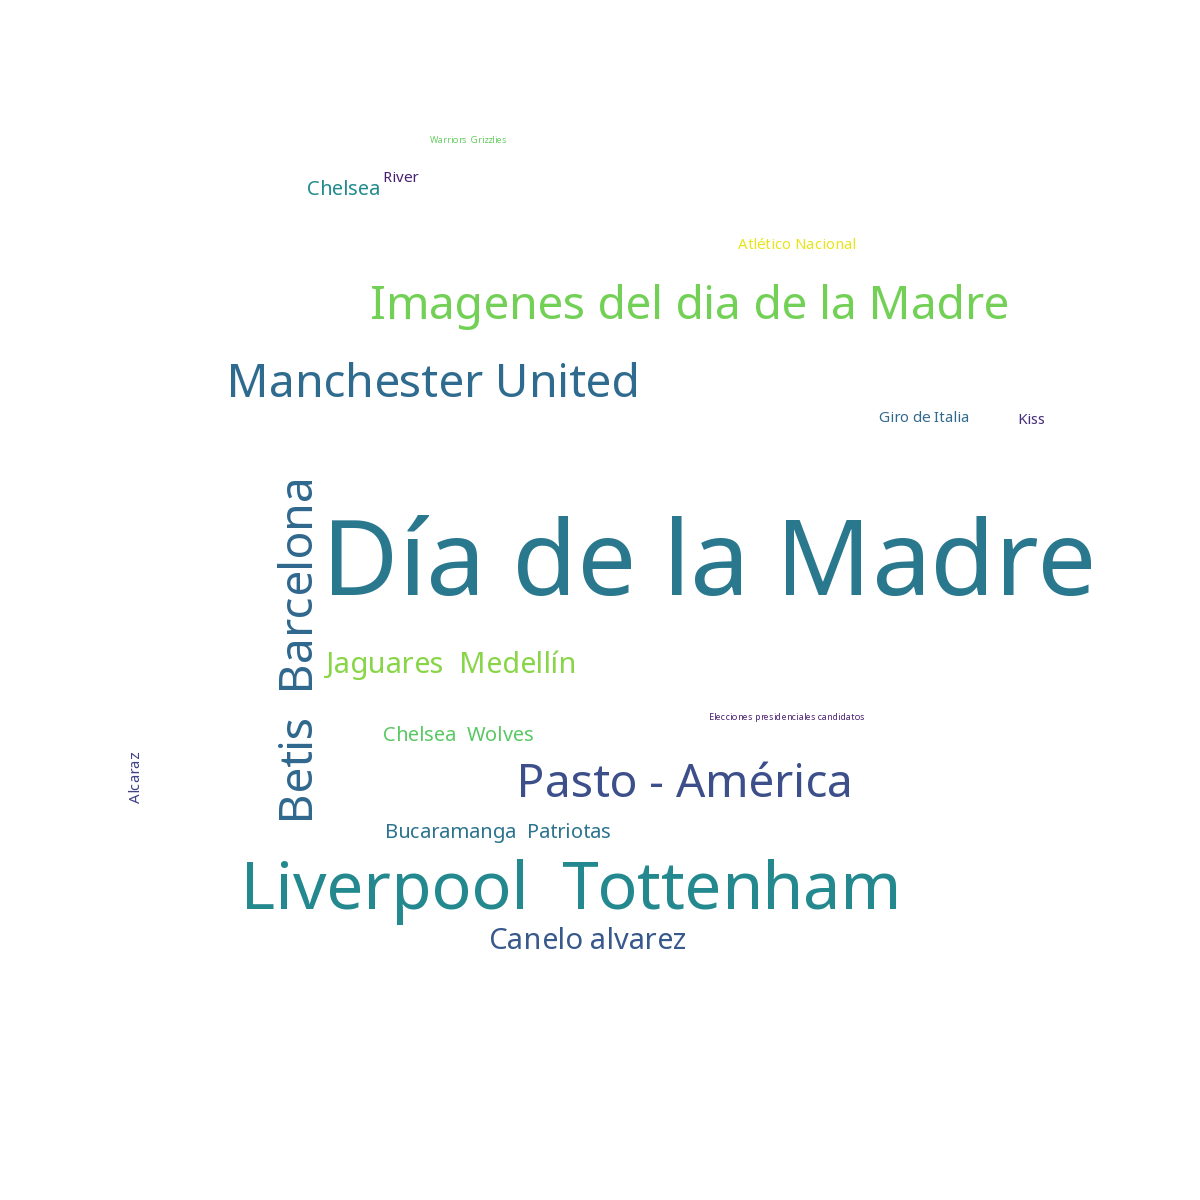 Warriors Grizzlies
River
Chelsea
Atlético Nacional
Imagenes del dia de la Madre
Manchester United
Giro de Italia
Kiss
Betis Barcelona
Día de la Madre
Jaguares Medellín
Elecciones presidenciales candidatos
Chelsea Wolves
Alcaraz
Pasto - América
Bucaramanga Patriotas
Liverpool Tottenham
Canelo alvarez